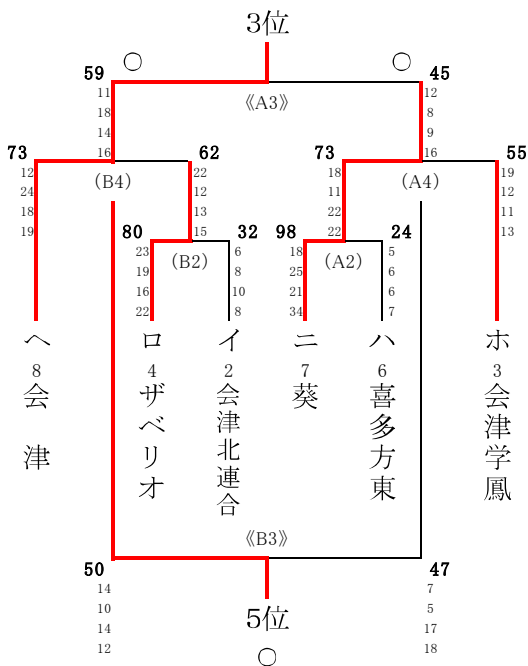 3位
○ ○
59 45
《A3》
11 12
18 8
14 9
16 16
73 62 73 55
(B4) (A4)
12 22 18 19
24 12 11 12
18 13 22 11
19 15 22 13
80 32 98 24
(B2) (A2)
23 6 18 5
19 8 25 6
16 10 21 6
22 8 34 7
ヘ ロ イ ニ ハ ホ
8 4 2 7 6 3
会津
ザベリオ
会津北連合
葵
喜多方東
会津学鳳
《B3》
50 47
14 7
10 5
14 17
12 18
5位
○